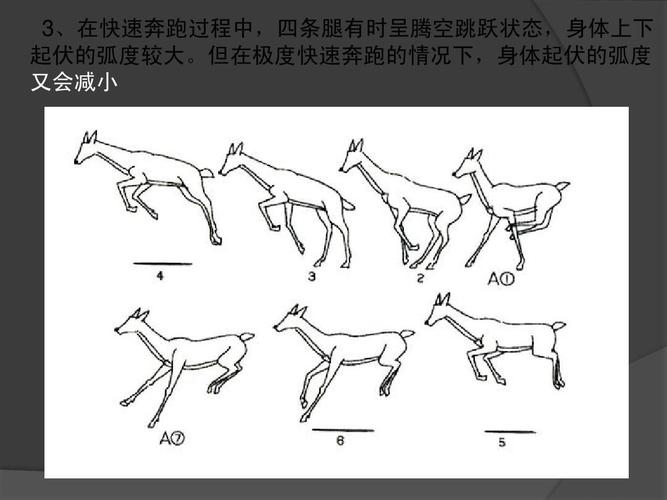 3、在快速奔跑过程中，四条腿有时呈腾空跳跃状态，身体上下
起伏的弧度较大。但在极度快速奔跑的情况下，身体起伏的弧度
又会减小
4
3
2
A①
A⑦
6
5